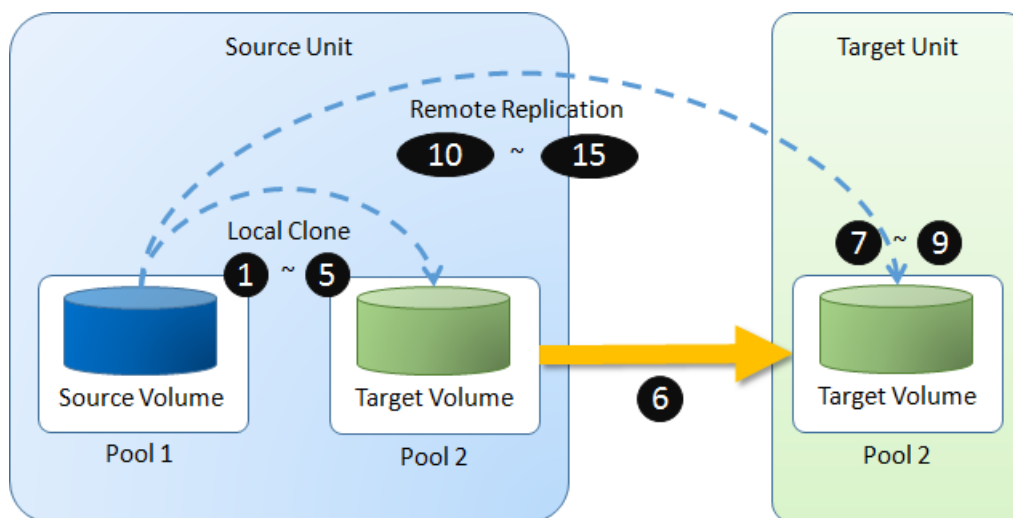 Source Unit
Target Unit
Remote Replication
10 ~ 15
Local Clone
1 ~ 5
7 ~ 9
Source Volume
Target Volume
Target Volume
6
Pool 1
Pool 2
Pool 2